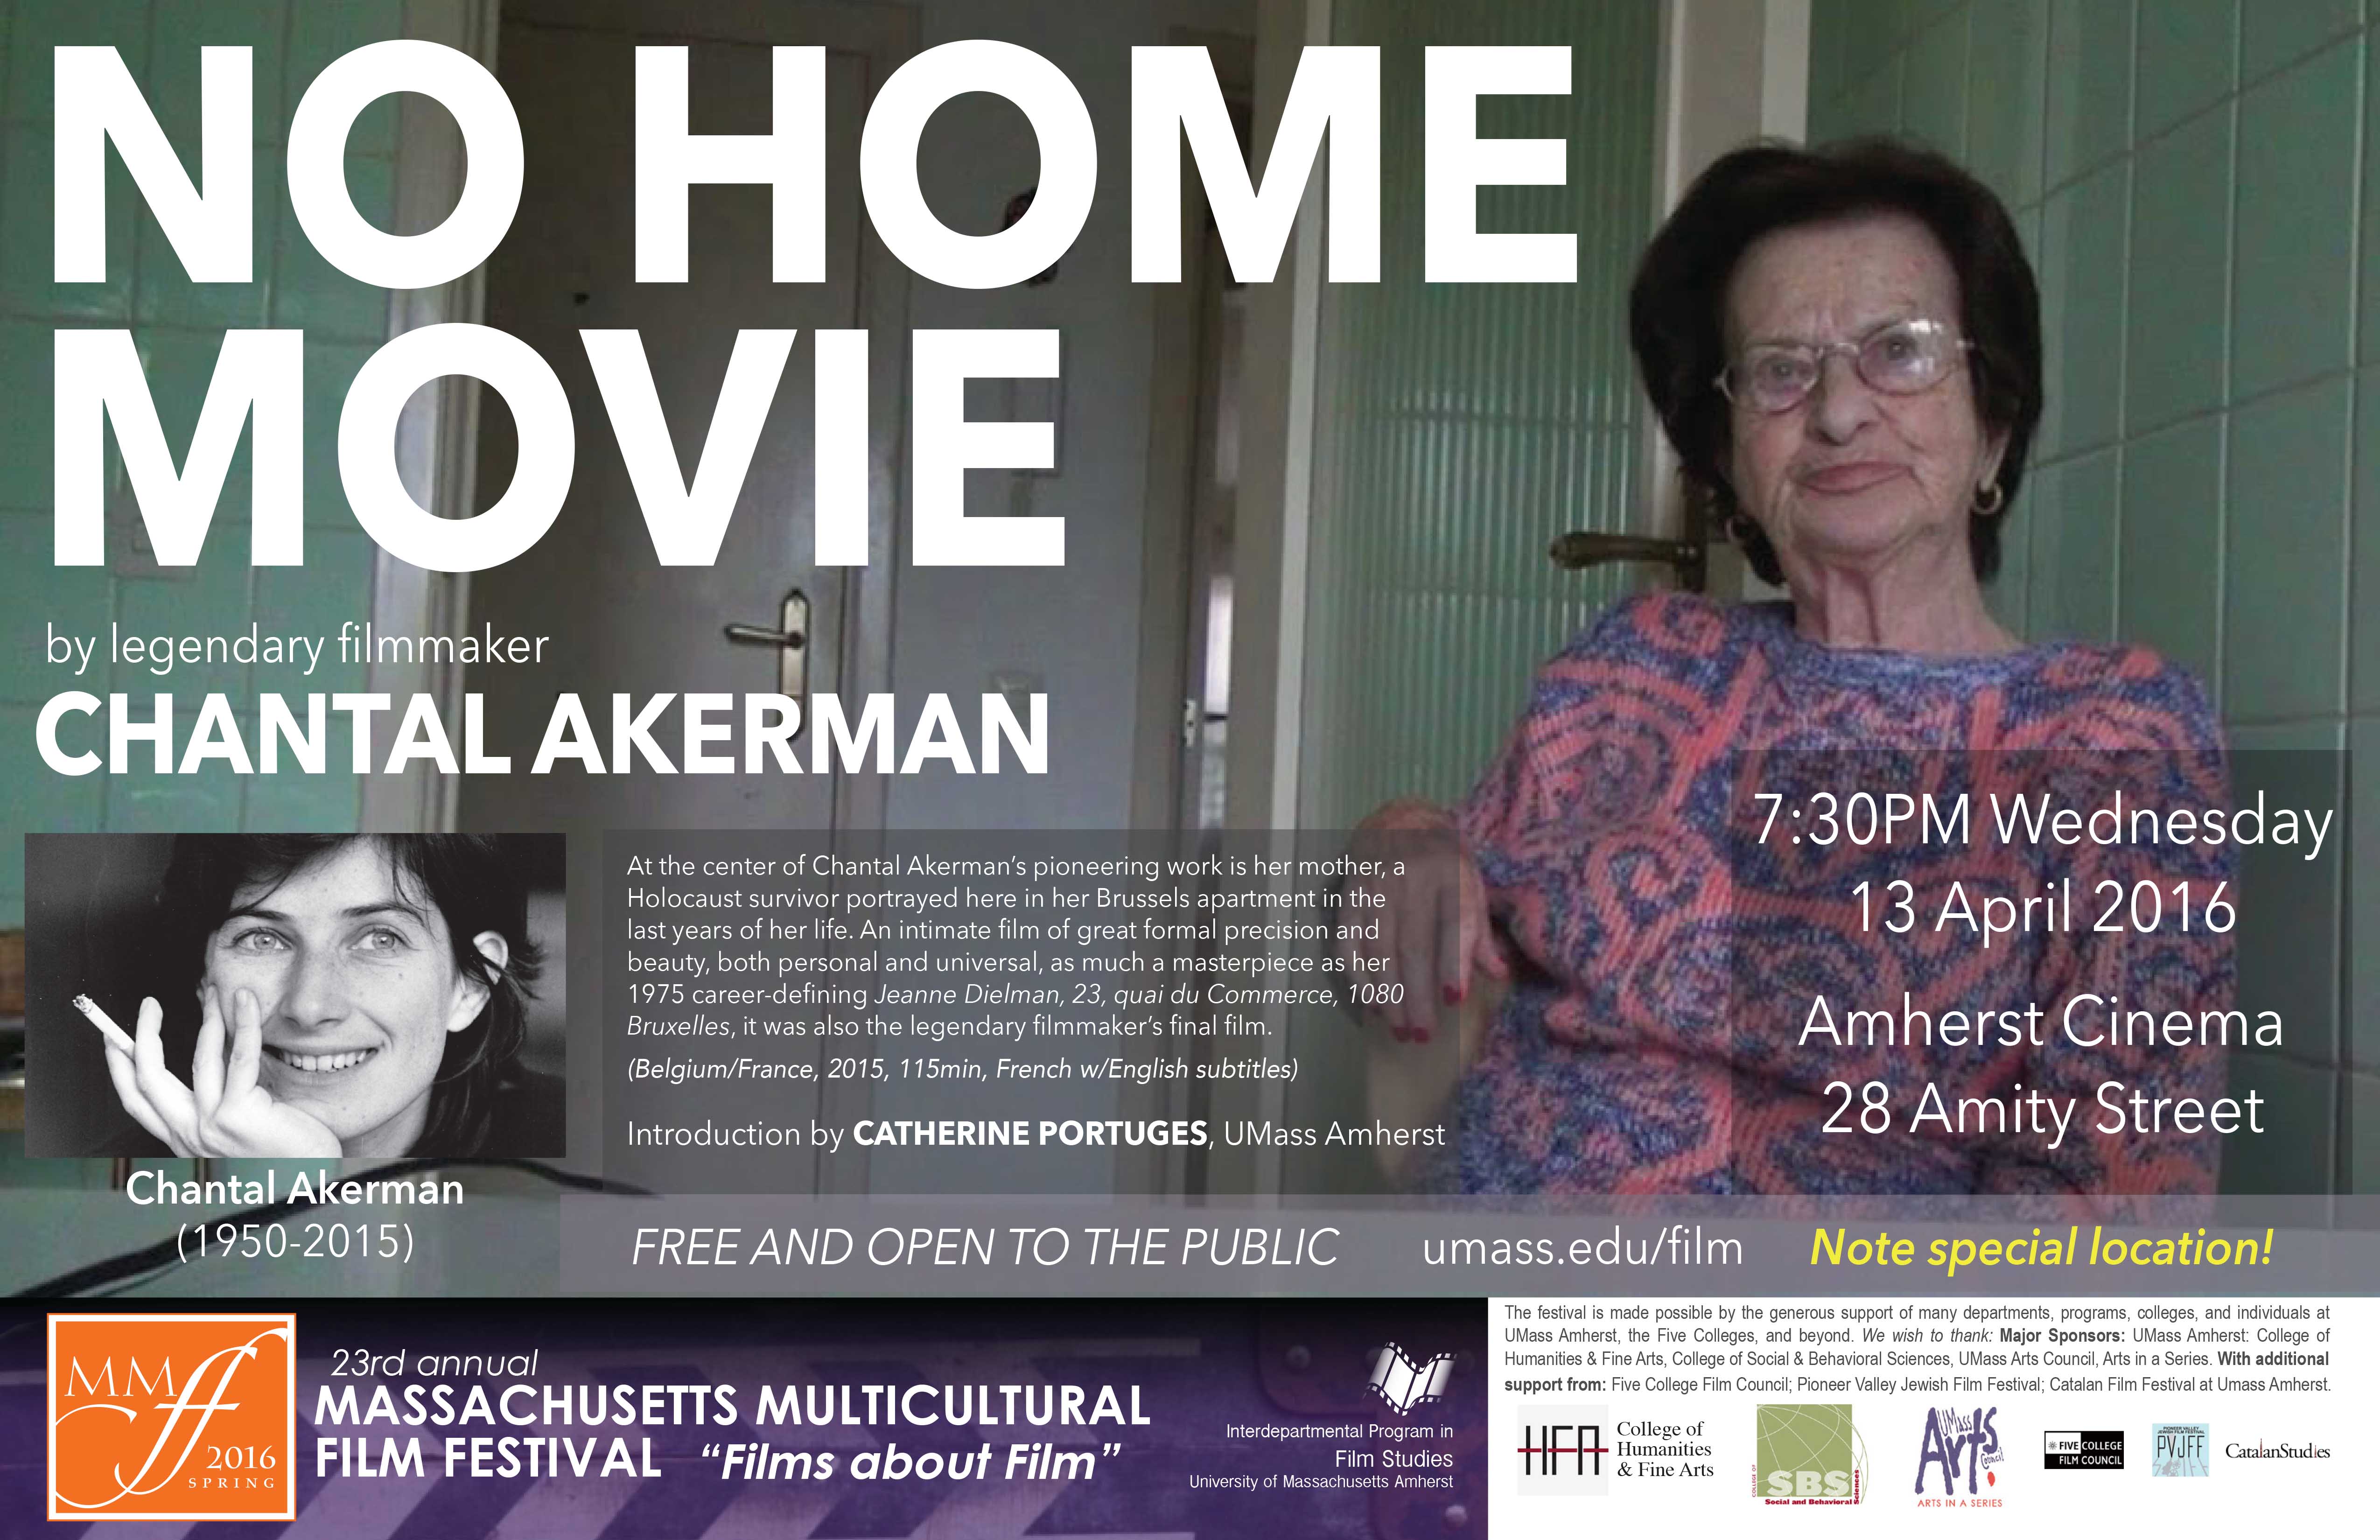 NO HOME
MOVIE
by legendary filmmaker
CHANTAL AKERMAN
7:30PM Wednesday
13 April 2016
Amherst Cinema
28 Amity Street
At the center of Chantal Akerman’s pioneering work is her mother, a
Holocaust survivor portrayed here in her Brussels apartment in the
last years of her life. An intimate film of great formal precision and
beauty, both personal and universal, as much a masterpiece as her
1975 career-defining Jeanne Dielman, 23, quai du Commerce, 1080
Bruxelles, it was also the legendary filmmaker’s final film.
(Belgium/France, 2015, 115min, French w/English subtitles)
Introduction by CATHERINE PORTUGES, UMass Amherst
Chantal Akerman
(1950-2015)
FREE AND OPEN TO THE PUBLIC umass.edu/film Note special location!
MMff
2016
SPRING
23rd annual
MASSACHUSETTS MULTICULTURAL
FILM FESTIVAL “Films about Film”
Interdepartmental Program in
Film Studies
University of Massachusetts Amherst
The festival is made possible by the generous support of many departments, programs, colleges, and individuals at
UMass Amherst, the Five Colleges, and beyond. We wish to thank: Major Sponsors: UMass Amherst: College of
Humanities & Fine Arts, College of Social & Behavioral Sciences, UMass Arts Council, Arts in a Series. With additional
support from: Five College Film Council; Pioneer Valley Jewish Film Festival; Catalan Film Festival at Umass Amherst.
HFA
College of
Humanities
& Fine Arts
COLLEGE OF
SBS
Social and Behavioral Sciences
UMass
Arts
Council
ARTS IN A SERIES
FIVE COLLEGE
FILM COUNCIL
PIONEER VALLEY
JEWISH FILM FESTIVAL
PVJFF
CatalanStudies